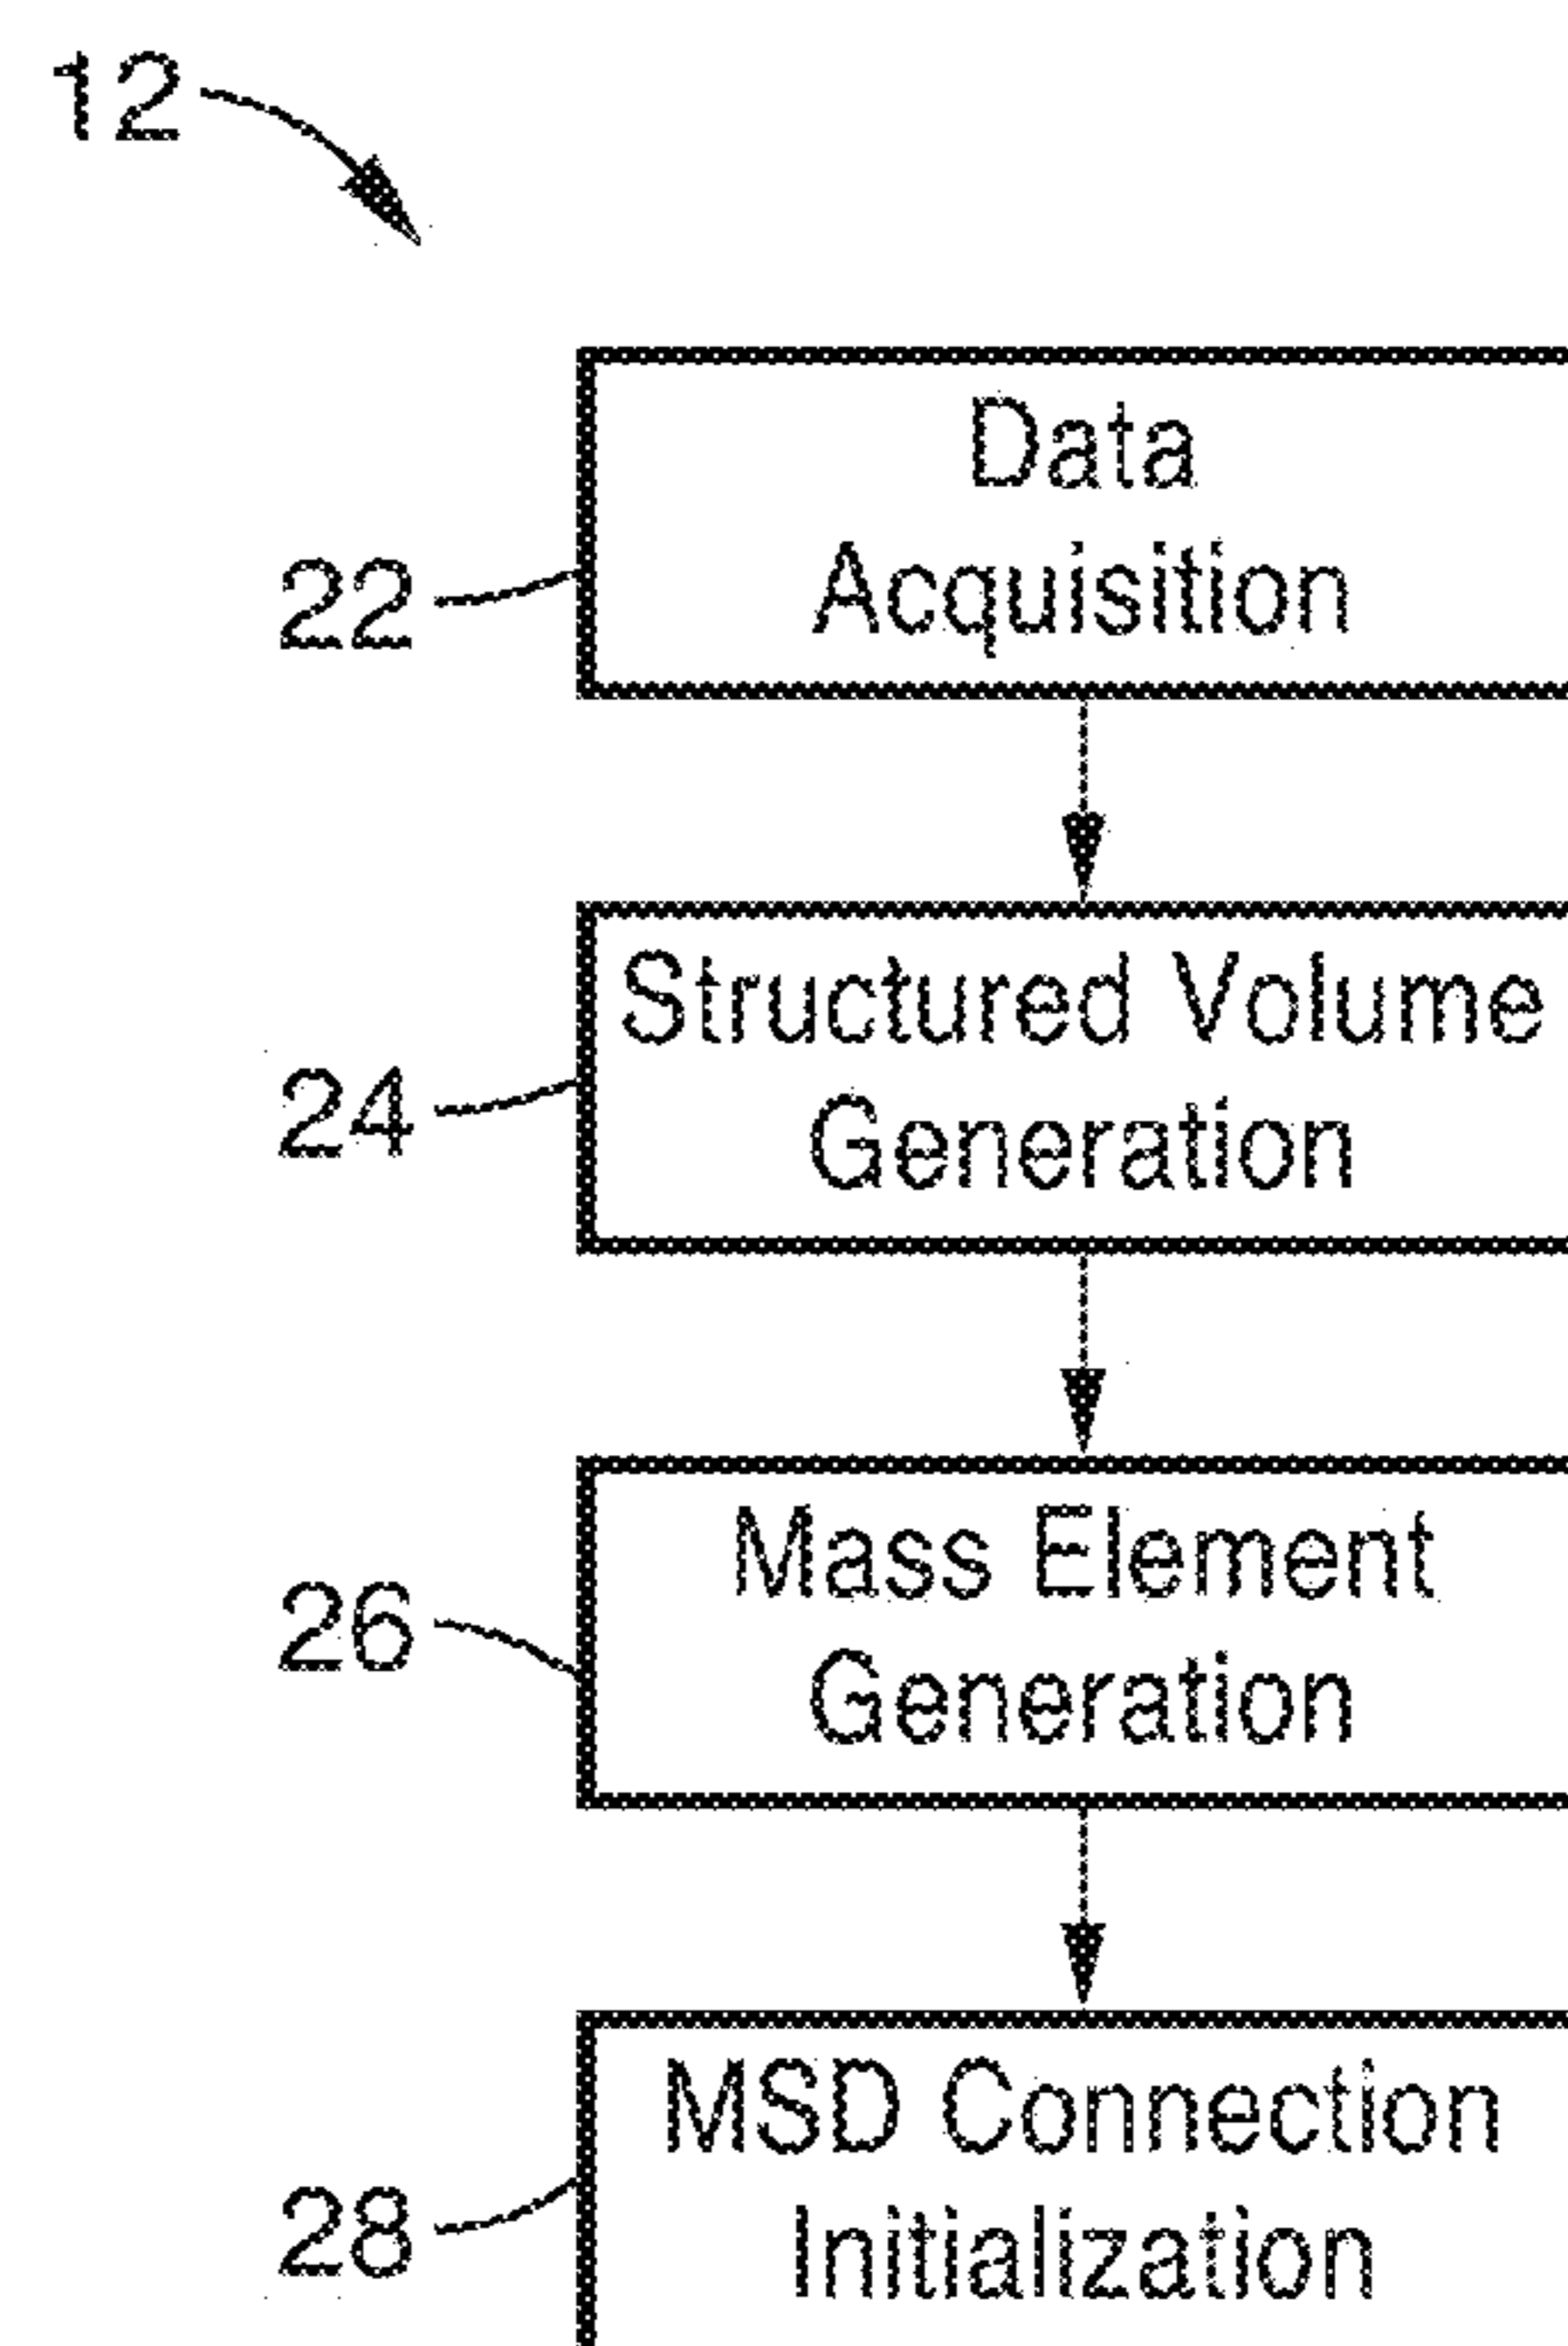 12
Data
Acquisition
22
Structured Volume
Generation
24
Mass Element
Generation
26
MSD Connection
Initialization
28